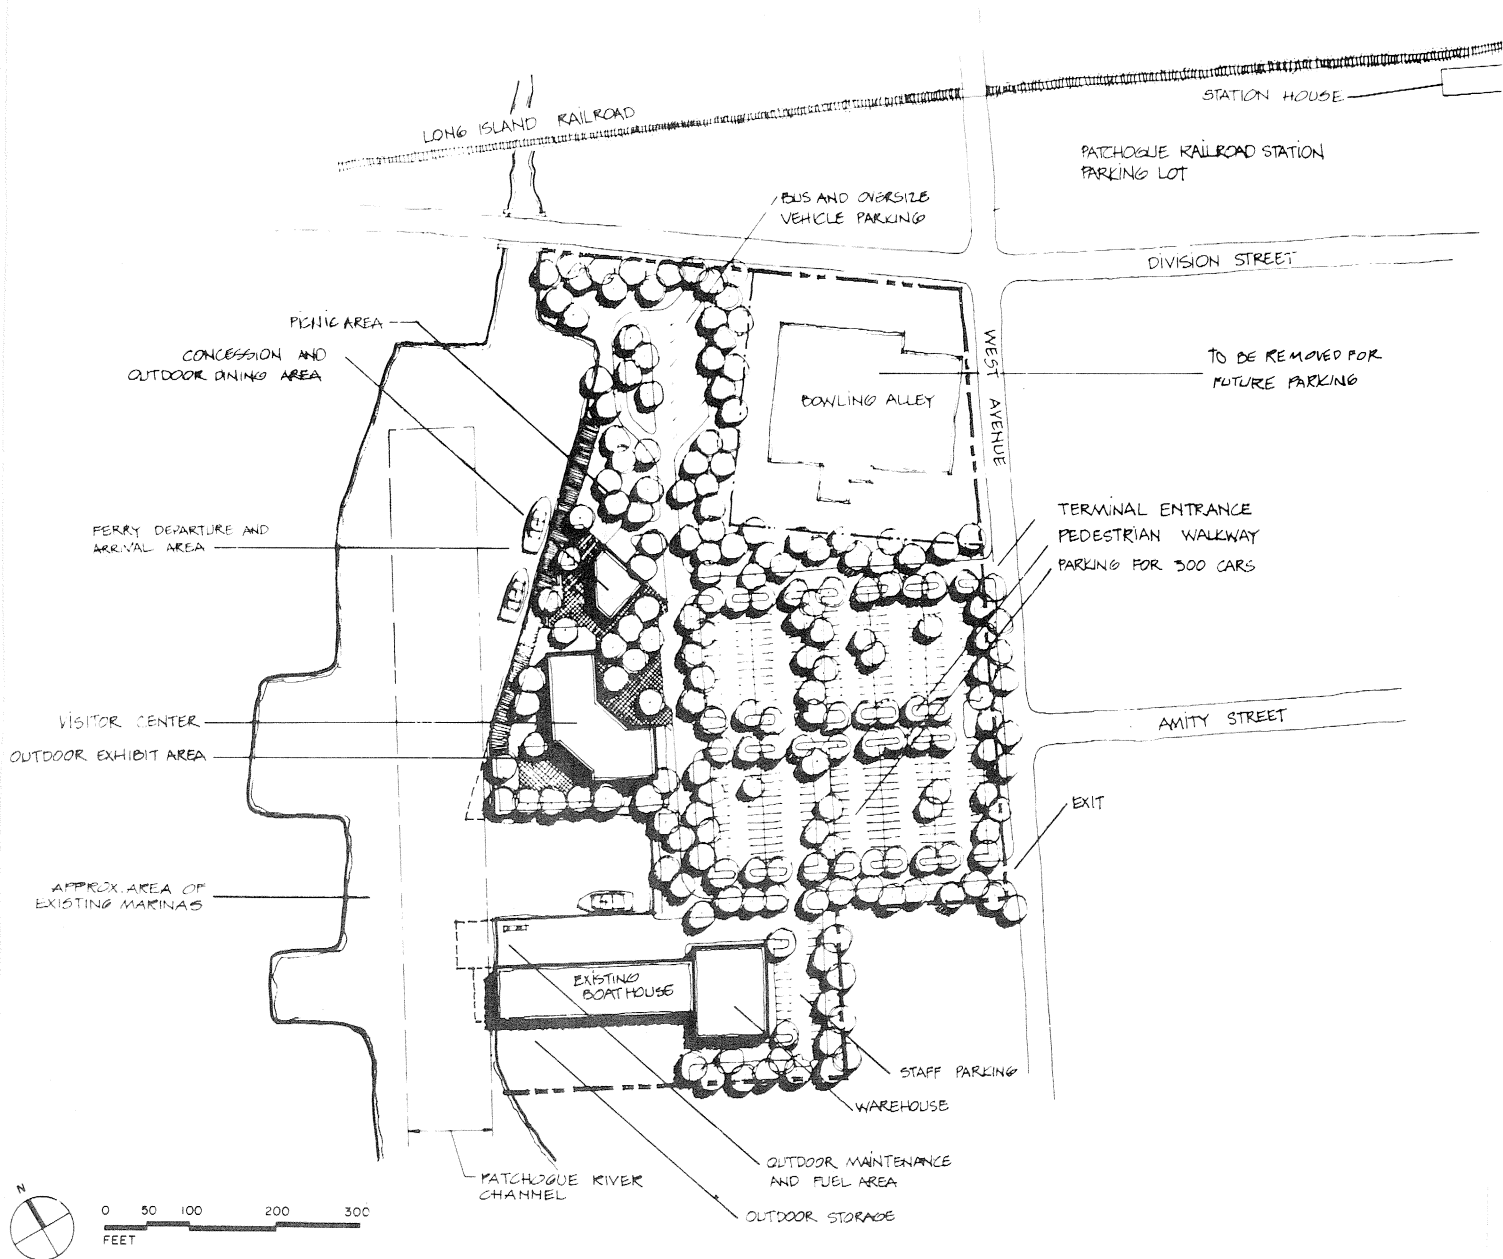 LONG ISLAND RAILROAD
STATION HOUSE
PATCHOGUE RAILROAD STATION
PARKING LOT
BUS AND OVERSIZE
VEHICLE PARKING
DIVISION STREET
PICNIC AREA
CONCESSION AND
OUTDOOR DINING AREA
WEST AVENUE
TO BE REMOVED FOR
FUTURE PARKING
BOWLING ALLEY
FERRY DEPARTURE AND
ARRIVAL AREA
TERMINAL ENTRANCE
PEDESTRIAN WALKWAY
PARKING FOR 300 CARS
VISITOR CENTER
OUTDOOR EXHIBIT AREA
AMITY STREET
EXIT
APPROX. AREA OF
EXISTING MARINAS
EXISTING
BOATHOUSE
STAFF PARKING
WAREHOUSE
OUTDOOR MAINTENANCE
AND FUEL AREA
PATCHOGUE RIVER
CHANNEL
OUTDOOR STORAGE
N
0 50 100 200 300
FEET